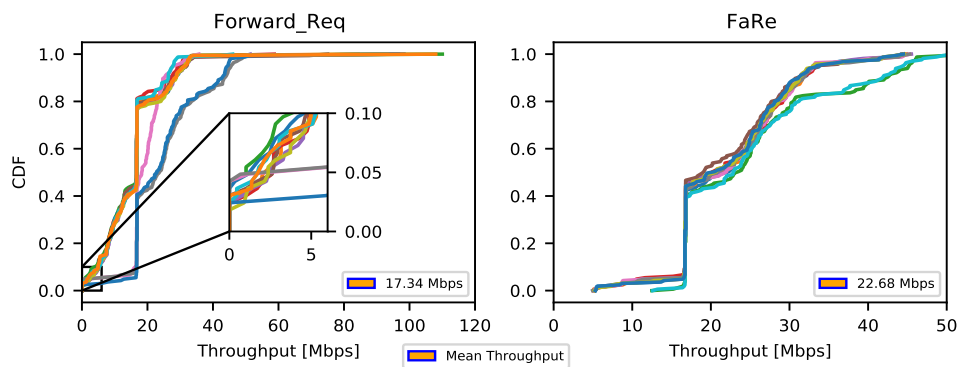 Forward_Req
FaRe
CDF
1.0
0.8
0.6
0.4
0.2
0.0
0 20 40 60 80 100 120
Throughput [Mbps]
0.10
0.05
0.00
0 5
17.34 Mbps
1.0
0.8
0.6
0.4
0.2
0.0
0 10 20 30 40 50
Throughput [Mbps]
22.68 Mbps
Mean Throughput